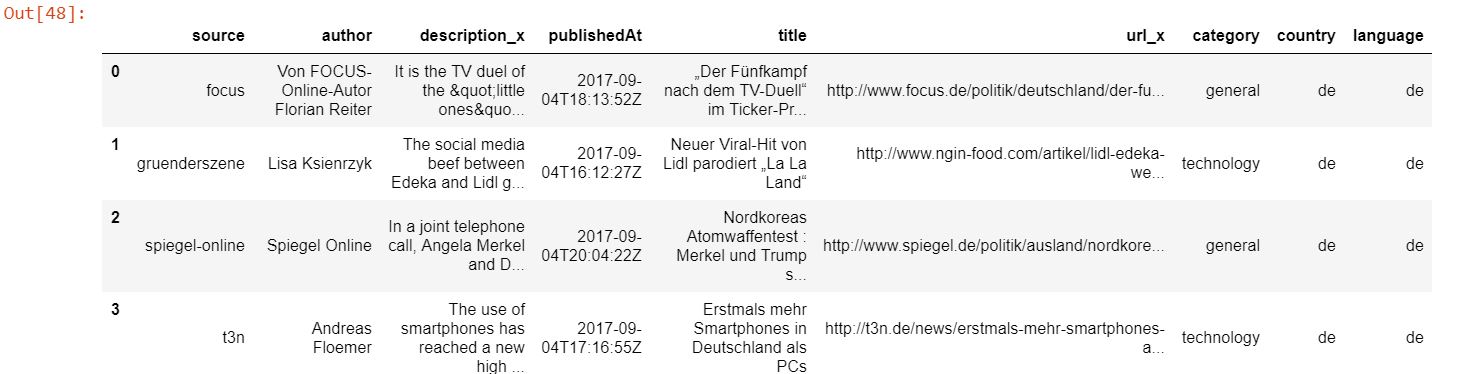 Out[48]:
source author description_x publishedAt title url_x category country language
0 focus Von FOCUS-Online-Autor Florian Reiter It is the TV duel of the &quot;little ones&quo... 2017-09-04T18:13:52Z „Der Fünfkampf nach dem TV-Duell“ im Ticker-Pr... http://www.focus.de/politik/deutschland/der-fu... general de de
1 gruenderszene Lisa Ksienrzyk The social media beef between Edeka and Lidl g... 2017-09-04T16:12:27Z Neuer Viral-Hit von Lidl parodiert „La La Land“ http://www.ngin-food.com/artikel/lidl-edeka-we... technology de de
2 spiegel-online Spiegel Online In a joint telephone call, Angela Merkel and D... 2017-09-04T20:04:22Z Nordkoreas Atomwaffentest : Merkel und Trump s... http://www.spiegel.de/politik/ausland/nordkore... general de de
3 t3n Andreas Floemer The use of smartphones has reached a new high ... 2017-09-04T17:16:55Z Erstmals mehr Smartphones in Deutschland als PCs http://t3n.de/news/erstmals-mehr-smartphones-a... technology de de